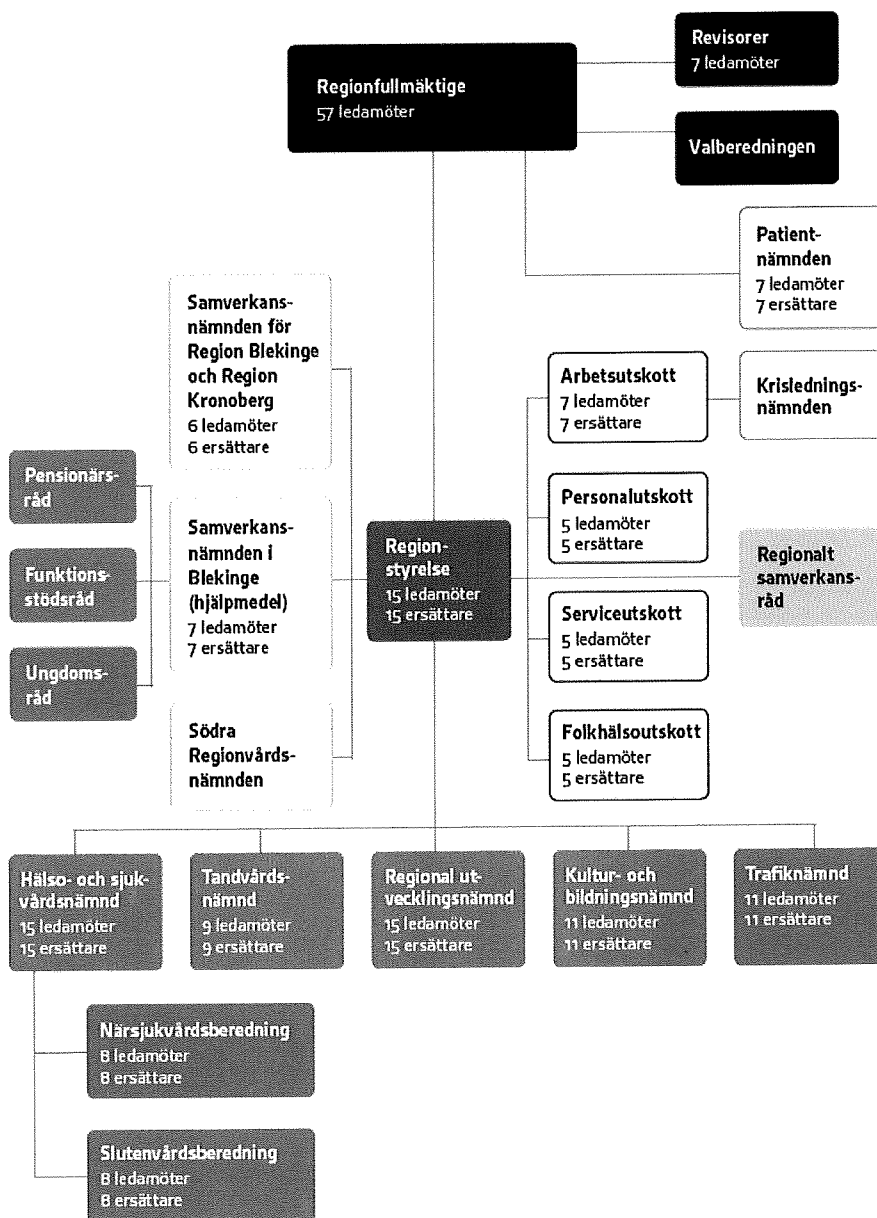 Revisorer
7 ledamöter
Regionfullmäktige
57 ledamöter
Valberedningen
Patient-
nämnden
7 ledamöter
7 ersättare
Samverkans-
nämnden för
Region Blekinge
och Region
Kronoberg
6 ledamöter
6 ersättare
Arbetsutskott
7 ledamöter
7 ersättare
Krislednings-
nämnden
Pensionärs-
råd
Funktions-
stödsråd
Ungdoms-
råd
Samverkans-
nämnden i
Blekinge
(hjälpmedel)
7 ledamöter
7 ersättare
Region-
styrelse
15 ledamöter
15 ersättare
Personalutskott
5 ledamöter
5 ersättare
Regionalt
samverkans-
råd
Serviceutskott
5 ledamöter
5 ersättare
Södra
Regionvårds-
nämnden
Folkhälsoutskott
5 ledamöter
5 ersättare
Hälso- och sjuk-
vårdsnämnd
15 ledamöter
15 ersättare
Tandvårds-
nämnd
9 ledamöter
9 ersättare
Regional ut-
vecklingsnämnd
15 ledamöter
15 ersättare
Kultur- och
bildningsnämnd
11 ledamöter
11 ersättare
Trafiknämnd
11 ledamöter
11 ersättare
Närsjukvårdsberedning
8 ledamöter
8 ersättare
Slutenvårdsberedning
8 ledamöter
8 ersättare